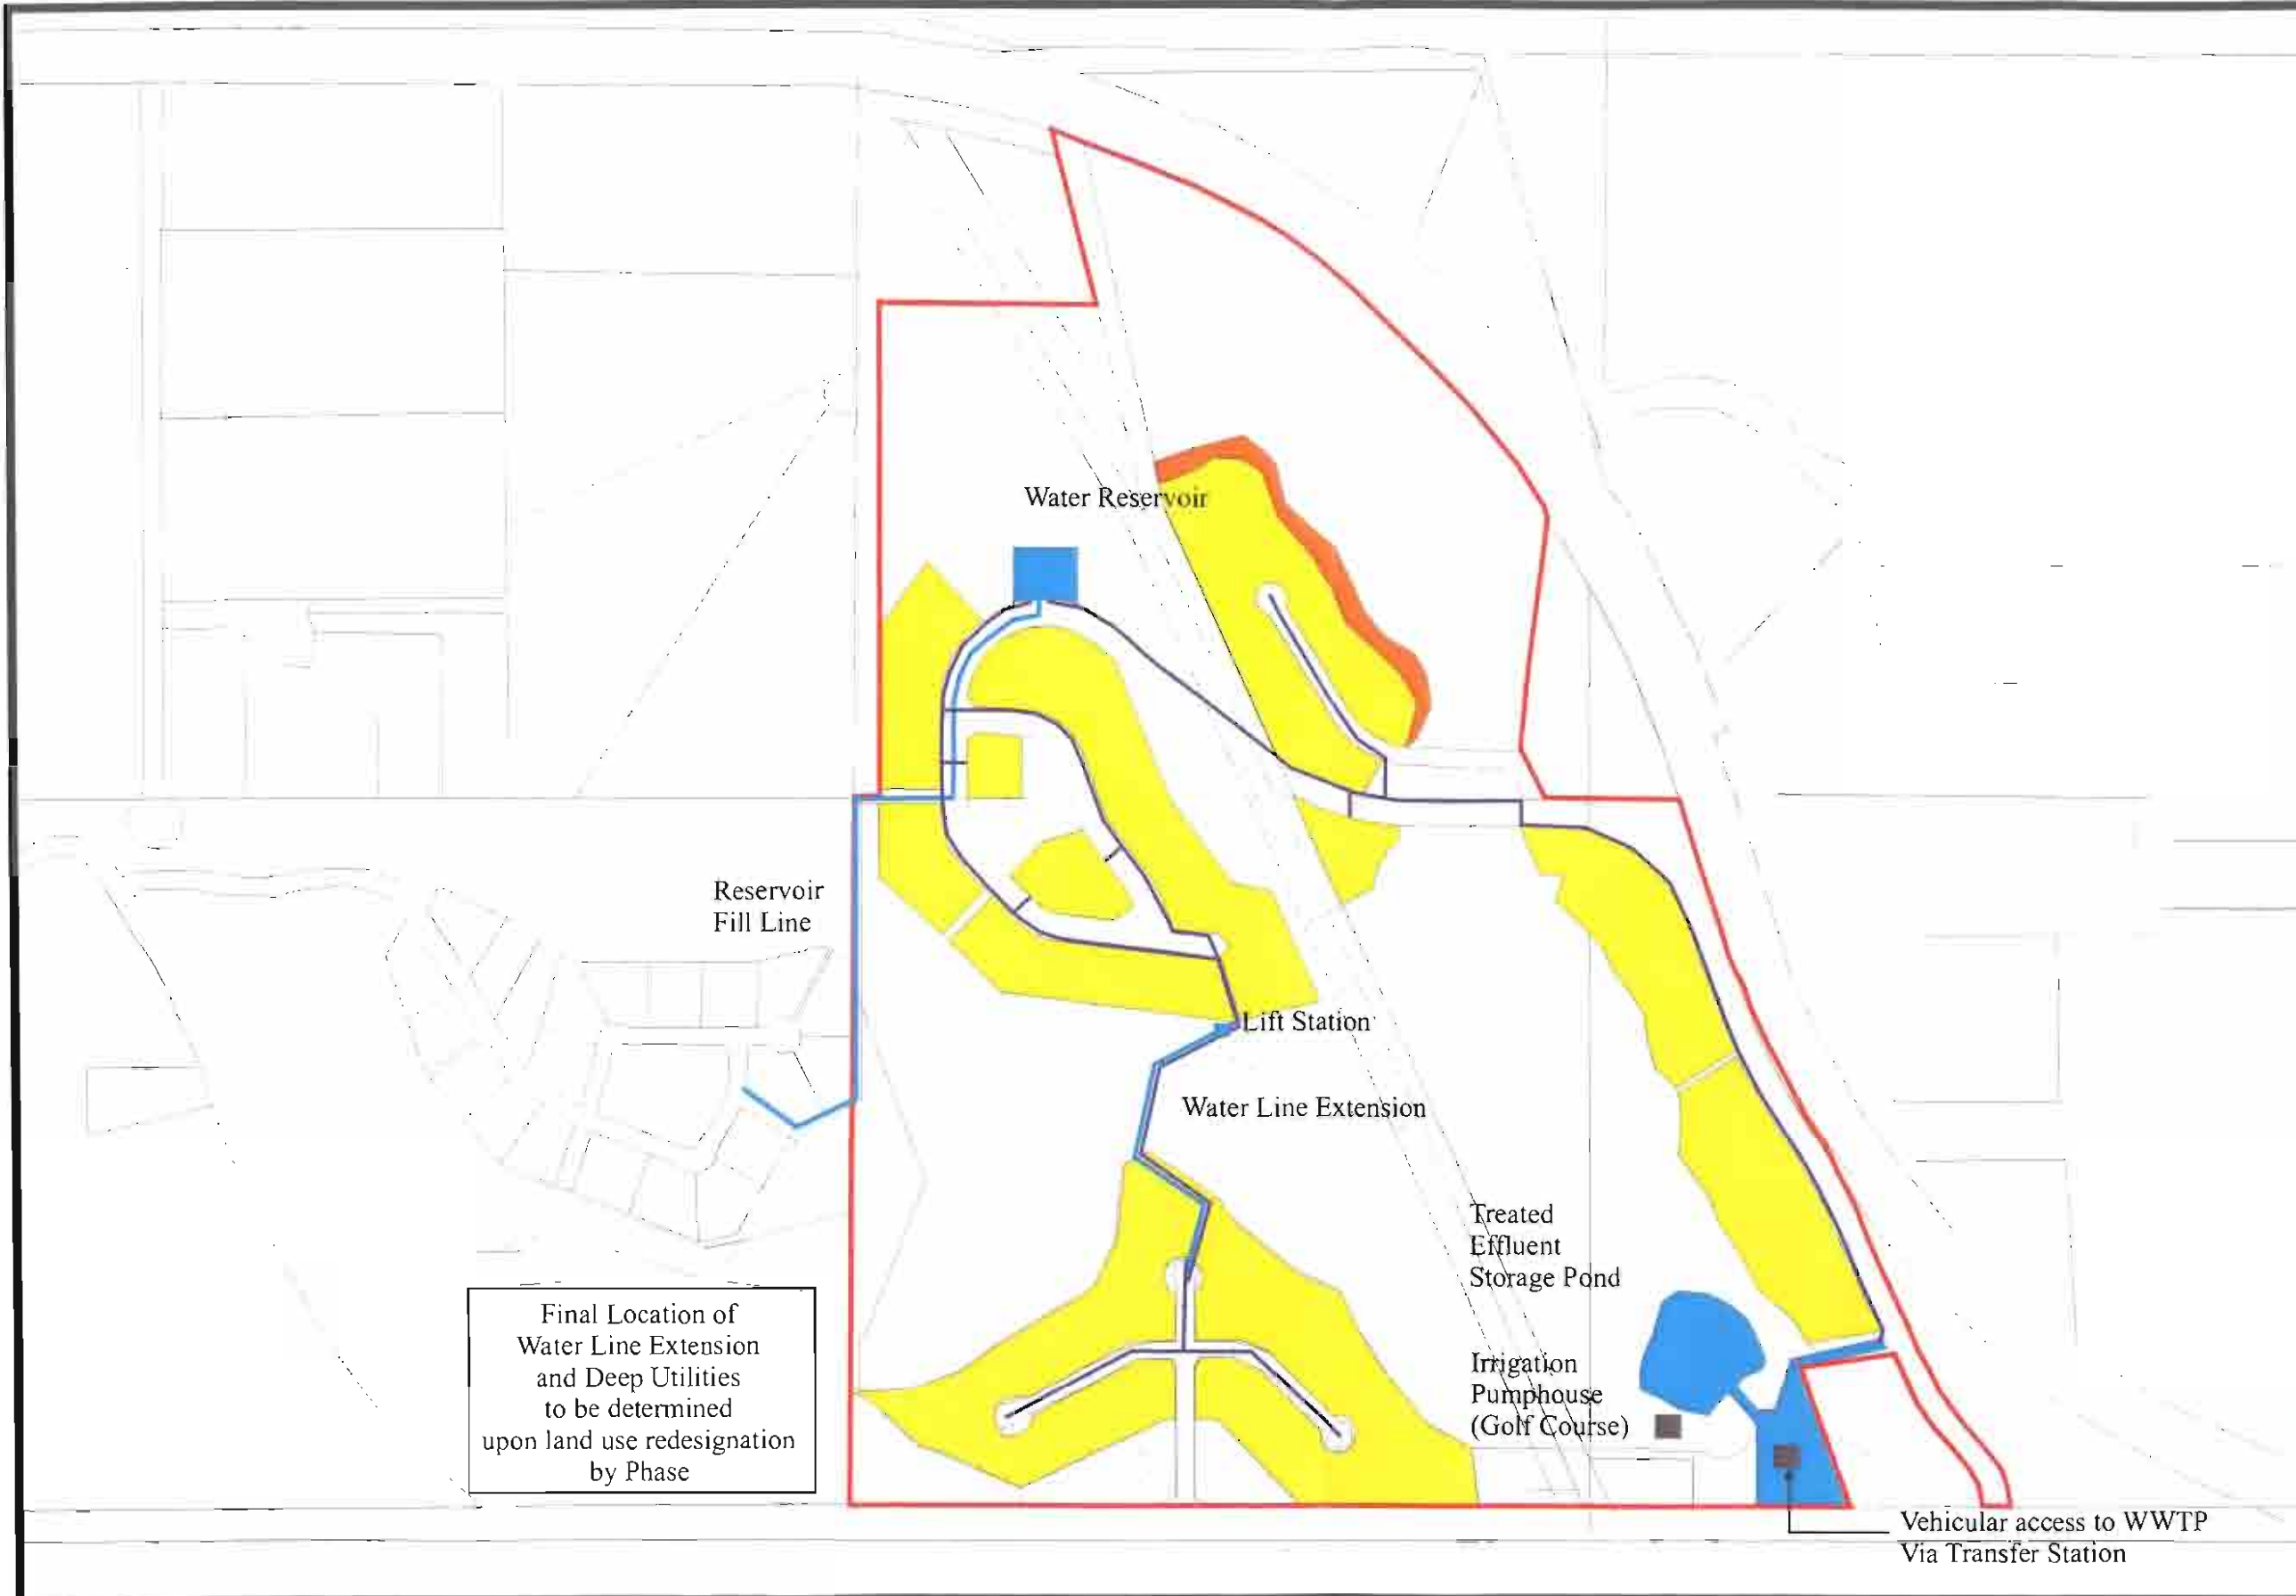 Water Reservoir
Reservoir
Fill Line
Lift Station
Water Line Extension
Treated
Effluent
Storage Pond
Final Location of
Water Line Extension
and Deep Utilities
to be determined
upon land use redesignation
by Phase
Irrigation
Pumphouse
(Golf Course)
Vehicular access to WWTP
Via Transfer Station